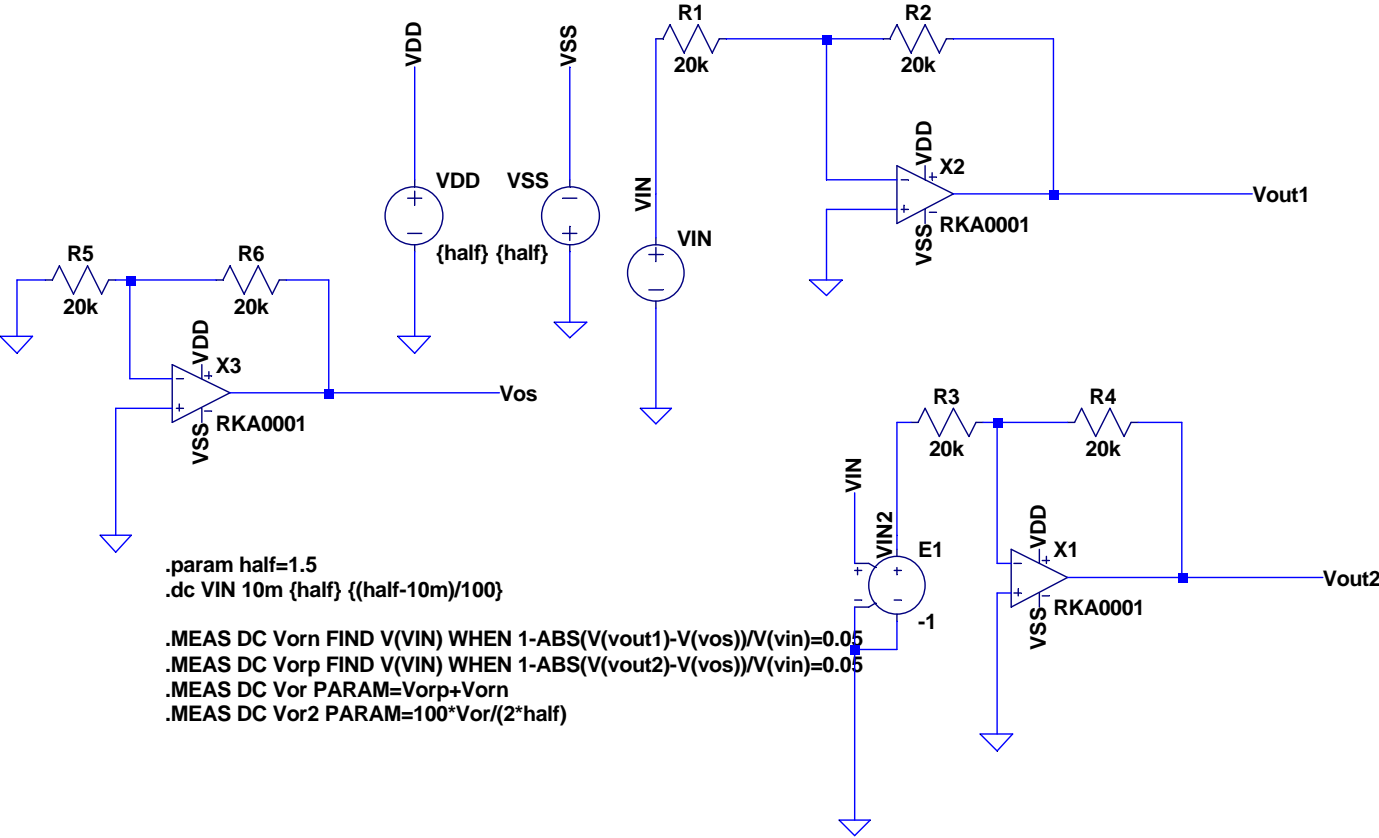 R1
20k
R2
20k
VDD
VSS
VDD
X2
+
−
+
−
VSS
RKA0001
Vout1
VIN
VIN
+
−
VDD
+
−
{half}
VSS
−
+
{half}
R5
20k
R6
20k
VDD
X3
+
−
+
−
VSS
RKA0001
Vos
R3
20k
R4
20k
VIN
VIN2
E1
+
−
+
−
-1
VDD
X1
+
−
+
−
VSS
RKA0001
Vout2
.param half=1.5
.dc VIN 10m {half} {(half-10m)/100}
.MEAS DC Vorn FIND V(VIN) WHEN 1-ABS(V(vout1)-V(vos))/V(vin)=0.05
.MEAS DC Vorp FIND V(VIN) WHEN 1-ABS(V(vout2)-V(vos))/V(vin)=0.05
.MEAS DC Vor PARAM=Vorp+Vorn
.MEAS DC Vor2 PARAM=100*Vor/(2*half)